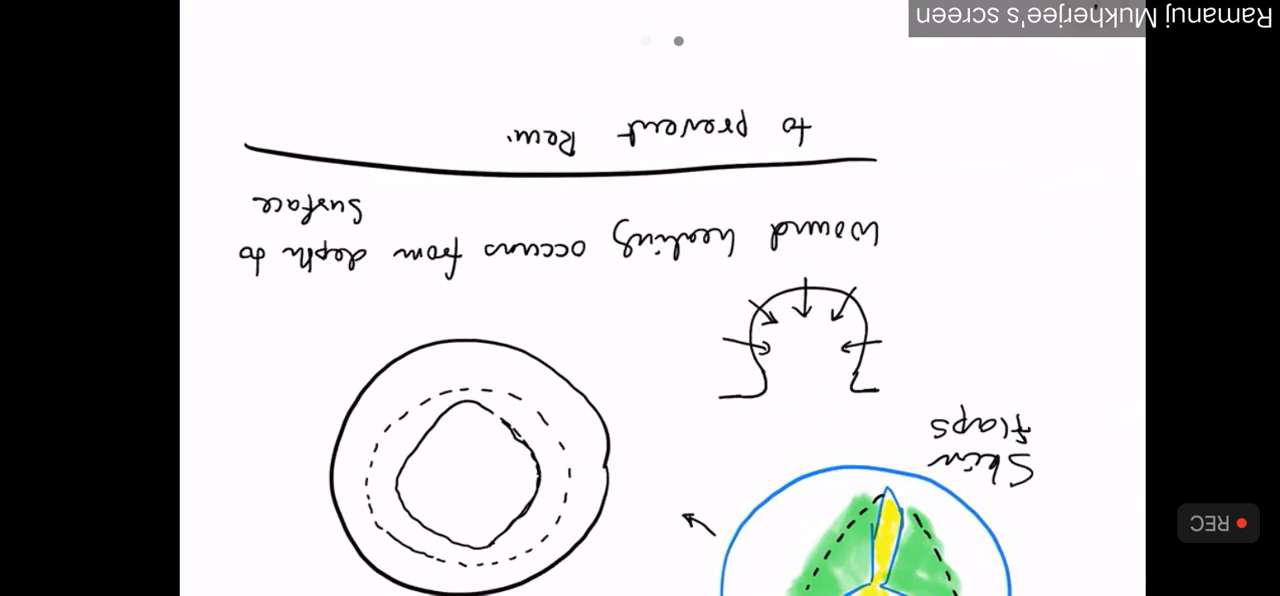 REC
Skin
flaps
wound healing occurs from depth to
surface
to prevent
Ramanuj Mukherjee's screen